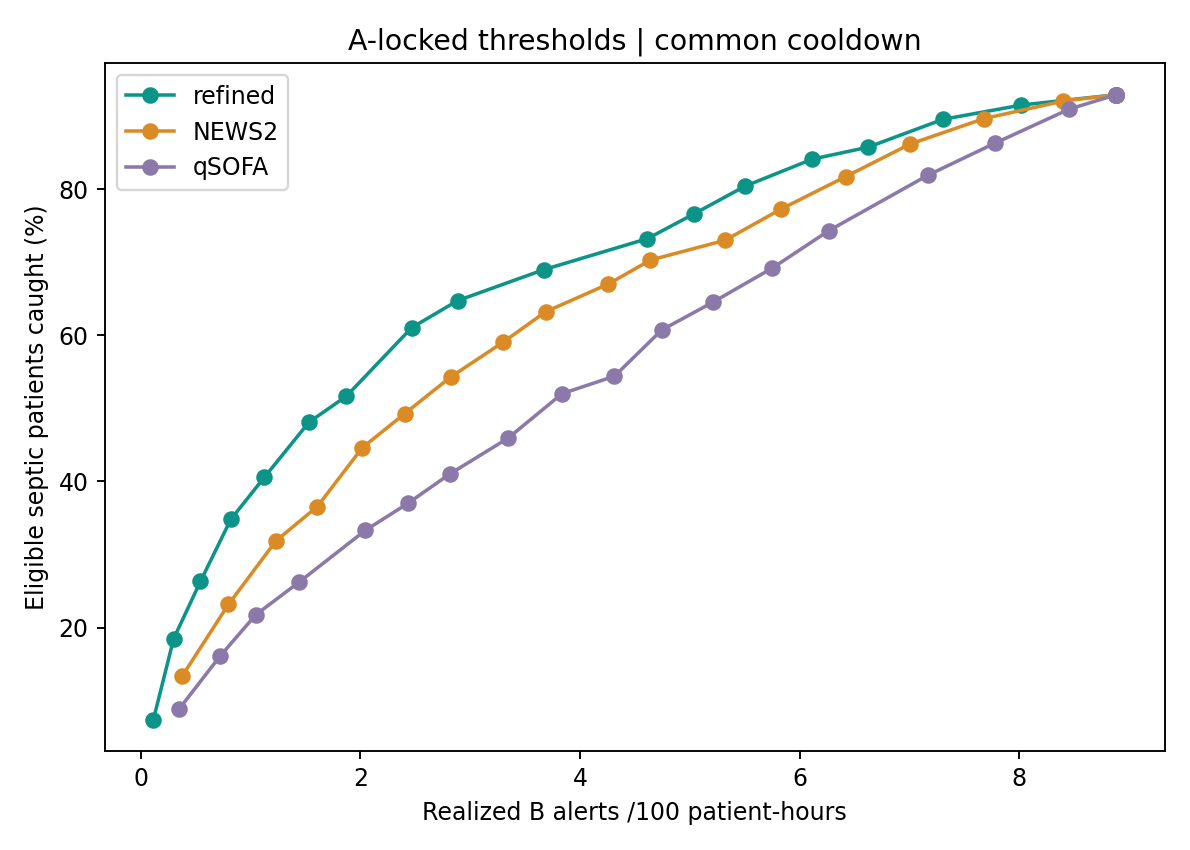 A-locked thresholds | common cooldown
refined
NEWS2
qSOFA
Eligible septic patients caught (%)
80
60
40
20
0 2 4 6 8
Realized B alerts /100 patient-hours